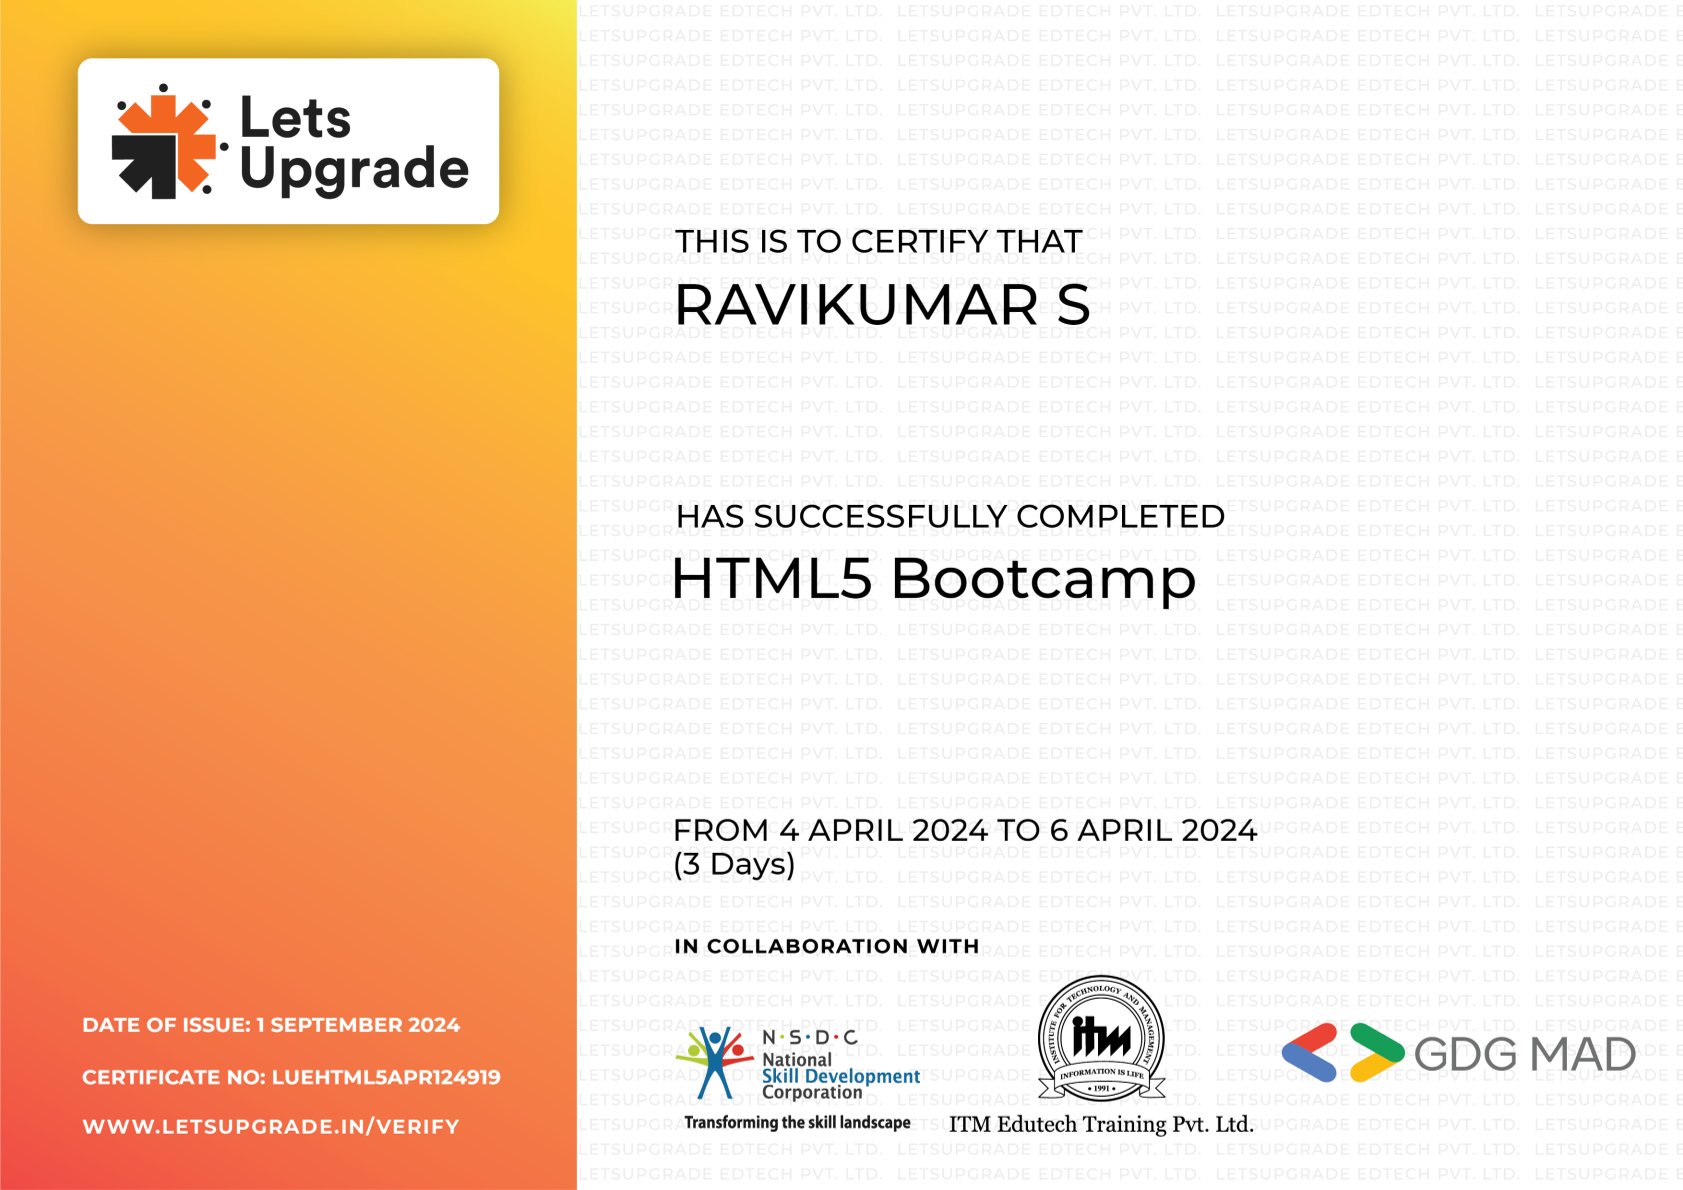 Lets
Upgrade
THIS IS TO CERTIFY THAT
RAVIKUMAR S
HAS SUCCESSFULLY COMPLETED
HTML5 Bootcamp
FROM 4 APRIL 2024 TO 6 APRIL 2024
(3 Days)
IN COLLABORATION WITH
N·S·D·C
National
Skill Development
Corporation
Transforming the skill landscape
INSTITUTE FOR TECHNOLOGY AND MANAGEMENT
itm
INFORMATION IS LIFE
• 1991 •
ITM Edutech Training Pvt. Ltd.
GDG MAD
DATE OF ISSUE: 1 SEPTEMBER 2024
CERTIFICATE NO: LUEHTML5APR124919
WWW.LETSUPGRADE.IN/VERIFY
LETSUPGRADE EDTECH PVT. LTD.